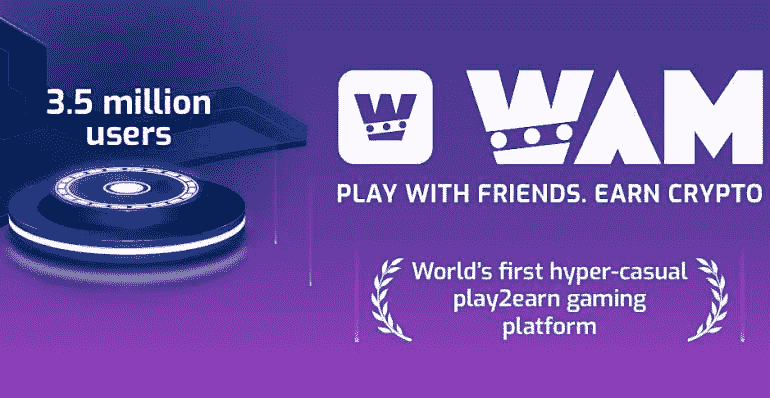 3.5 million
users
W
WAM
PLAY WITH FRIENDS. EARN CRYPTO
World's first hyper-casual
play2earn gaming
platform